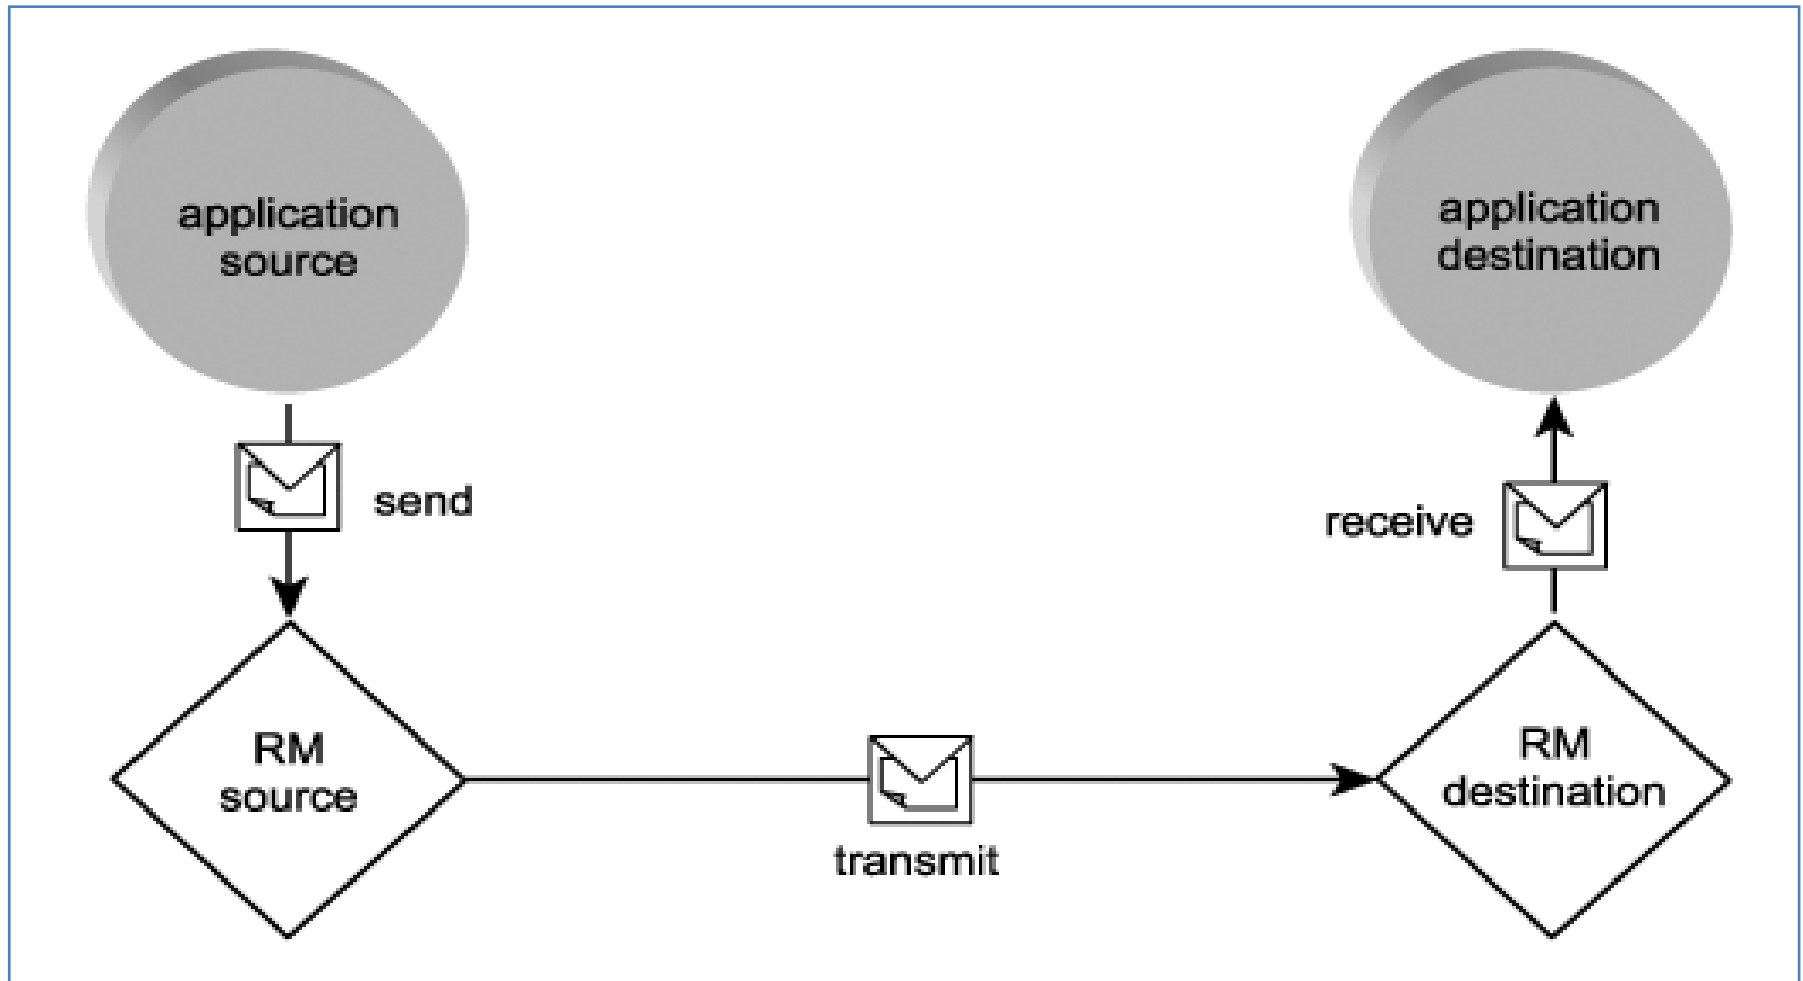 application
source
application
destination
send
receive
RM
source
RM
destination
transmit